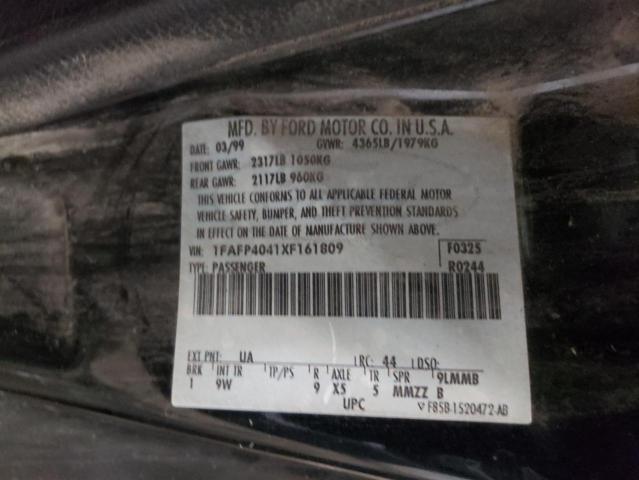 MFD. BY FORD MOTOR CO. IN U.S.A.
DATE: 03/99 GVWR: 4365LB/1979KG
FRONT GAWR: 2317LB 1050KG
REAR GAWR: 2117LB 960KG
THIS VEHICLE CONFORMS TO ALL APPLICABLE FEDERAL MOTOR
VEHICLE SAFETY, BUMPER, AND THEFT PREVENTION STANDARDS
IN EFFECT ON THE DATE OF MANUFACTURE SHOWN ABOVE.
VIN: 1FAFP4041XF161809 F0325
TYPE: PASSENGER R0244
EXT PNT: UA RC: 44 DSO:
BRK INT TR TP/PS R AXLE TR SPR 9LMMB
1 9W 9 X5 5 MMZZ B
UPC F85B-1520472-AB